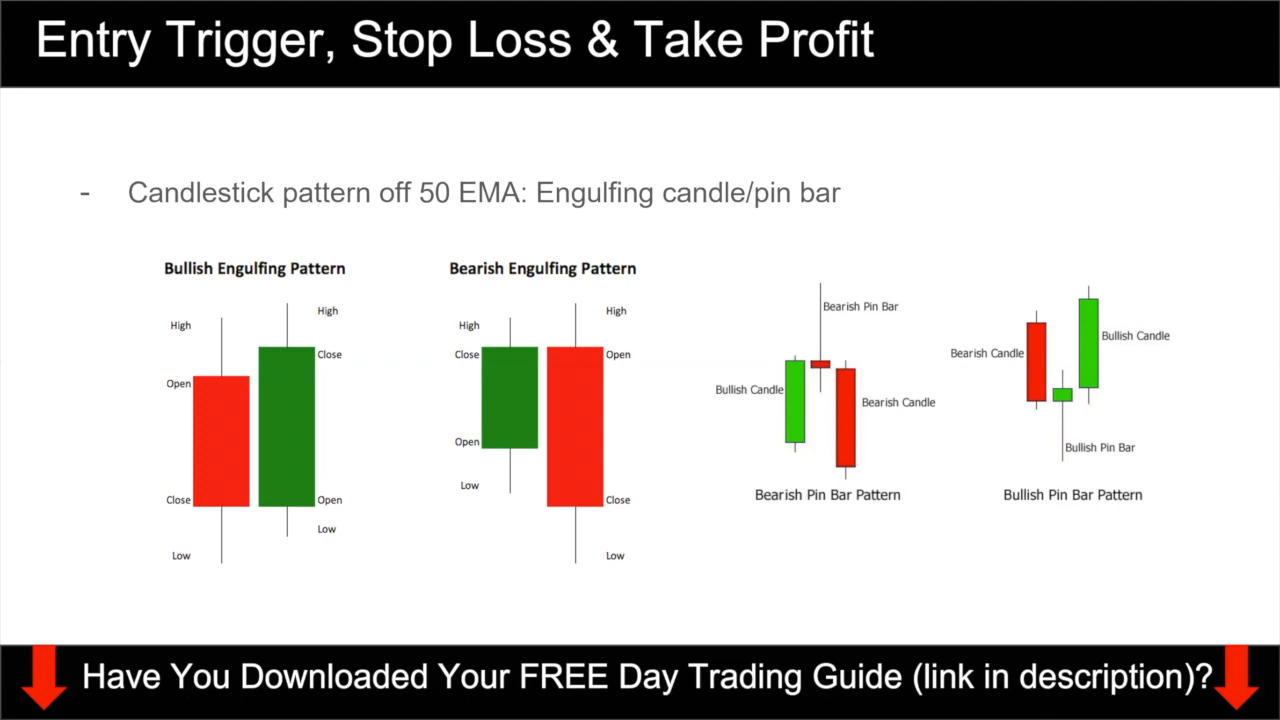 Entry Trigger, Stop Loss & Take Profit
- Candlestick pattern off 50 EMA: Engulfing candle/pin bar
Bullish Engulfing Pattern
High
High
Close
Open
Close
Open
Low
Low
Bearish Engulfing Pattern
High
High
Close
Open
Open
Low
Close
Low
Bearish Pin Bar
Bullish Candle
Bearish Candle
Bearish Pin Bar Pattern
Bullish Candle
Bearish Candle
Bullish Pin Bar
Bullish Pin Bar Pattern
Have You Downloaded Your FREE Day Trading Guide (link in description)?